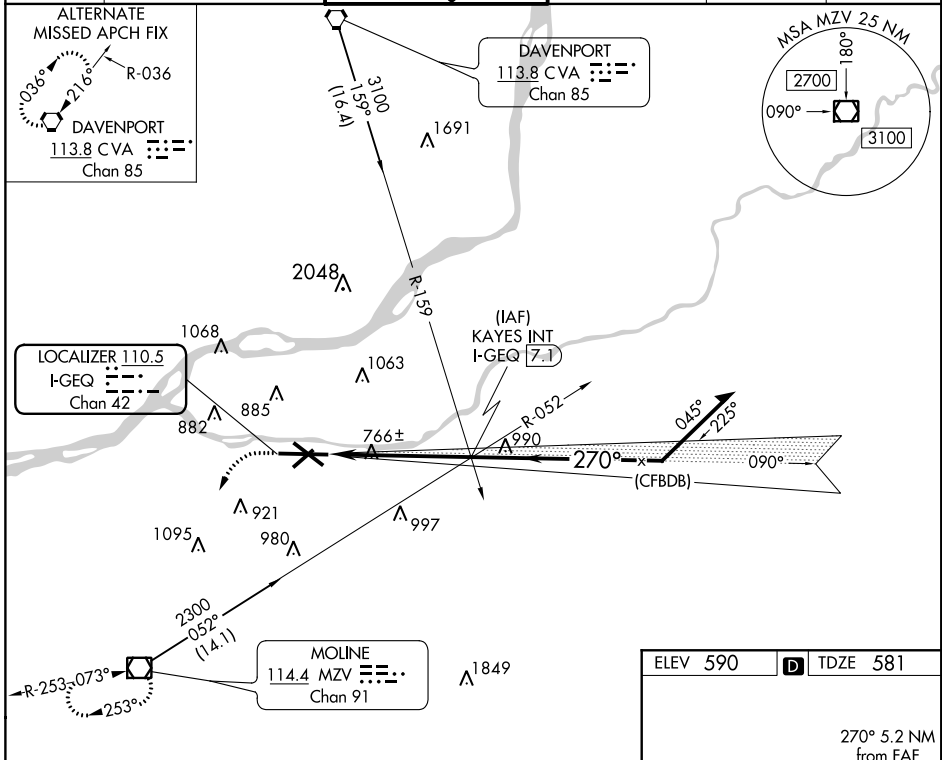 ALTERNATE
MISSED APCH FIX
R-036
036°
216°
DAVENPORT
113.8 CVA
Chan 85
3100
159°
(16.4)
DAVENPORT
113.8 CVA
Chan 85
MSA MZV 25 NM
180°
2700
090°
3100
1691
2048
R-159
(IAF)
KAYES INT
I-GEQ 7.1
1068
LOCALIZER 110.5
I-GEQ
Chan 42
1063
885
882
766±
R-052
990
045°
225°
270°
x
090°
(CFBDB)
921
997
1095
980
2300
052°
(14.1)
MOLINE
114.4 MZV
Chan 91
R-253
073°
253°
1849
ELEV 590
D
TDZE 581
270° 5.2 NM
from FAF